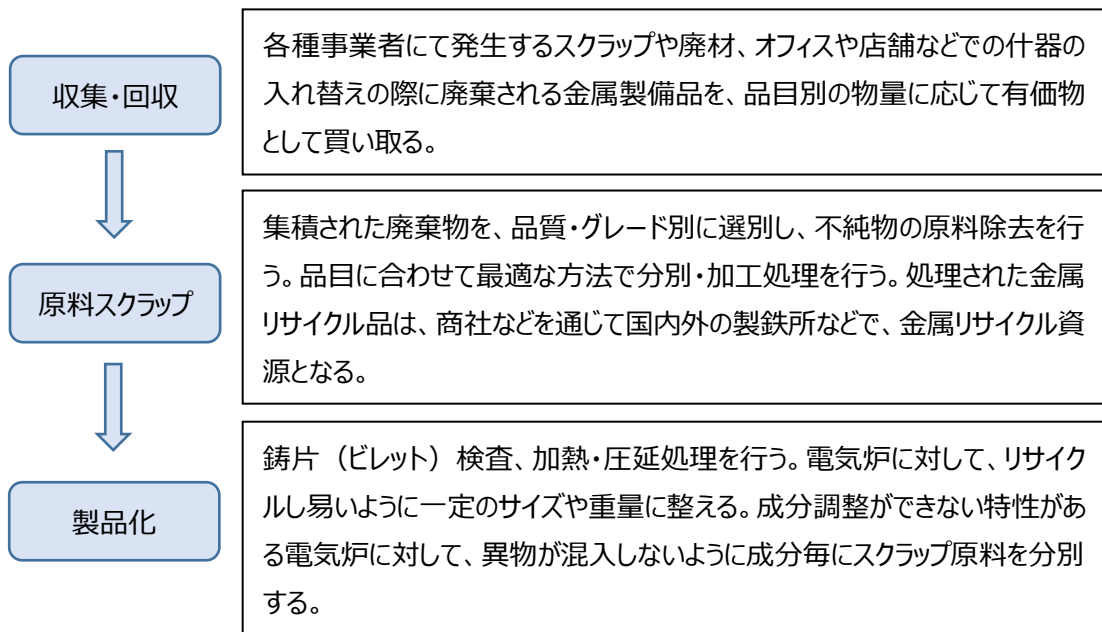 収集・回収
各種事業者にて発生するスクラップや廃材、オフィスや店舗などでの什器の
入れ替えの際に廃棄される金属製備品を、品目別の物量に応じて有価物
として買い取る。
原料スクラップ
集積された廃棄物を、品質・グレード別に選別し、不純物の原料除去を行
う。品目に合わせて最適な方法で分別・加工処理を行う。処理された金属
リサイクル品は、商社などを通じて国内外の製鉄所などで、金属リサイクル資
源となる。
製品化
鋳片（ビレット）検査、加熱・圧延処理を行う。電気炉に対して、リサイク
ルし易いように一定のサイズや重量に整える。成分調整ができない特性があ
る電気炉に対して、異物が混入しないように成分毎にスクラップ原料を分別
する。